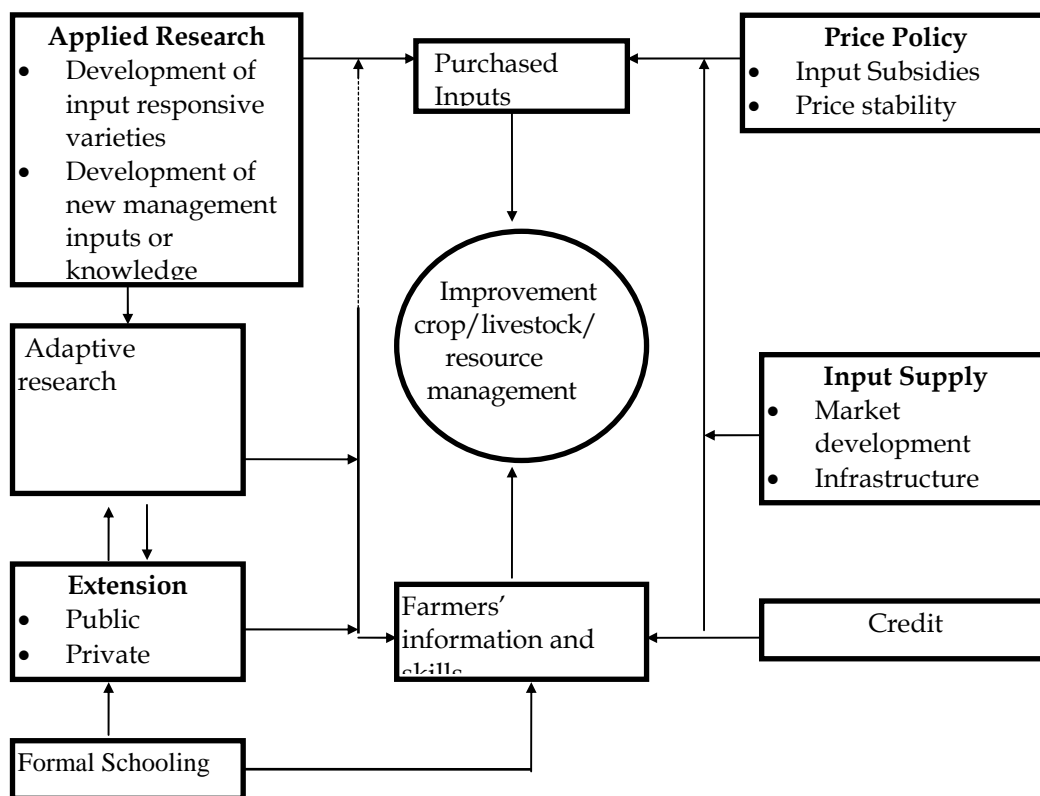 Applied Research
• Development of
input responsive
varieties
• Development of
new management
inputs or
knowledge
Purchased
Inputs
Price Policy
• Input Subsidies
• Price stability
Improvement
crop/livestock/
resource
management
Adaptive
research
Input Supply
• Market
development
• Infrastructure
Extension
• Public
• Private
Farmers’
information and
skills
Credit
Formal Schooling